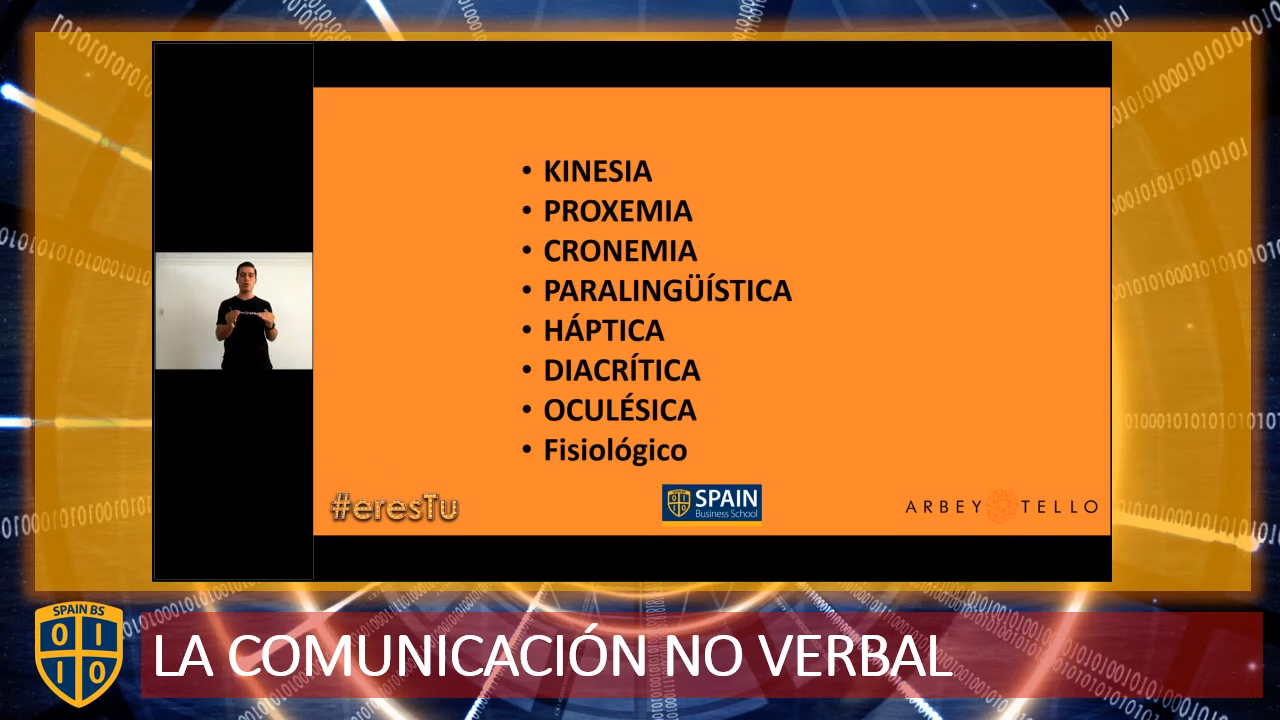 • KINESIA
• PROXEMIA
• CRONEMIA
• PARALINGÜÍSTICA
• HÁPTICA
• DIACRÍTICA
• OCULÉSICA
• Fisiológico
#eresTu
SPAIN
Business School
ARBEY TELLO
SPAIN BS
O I
I O
LA COMUNICACIÓN NO VERBAL